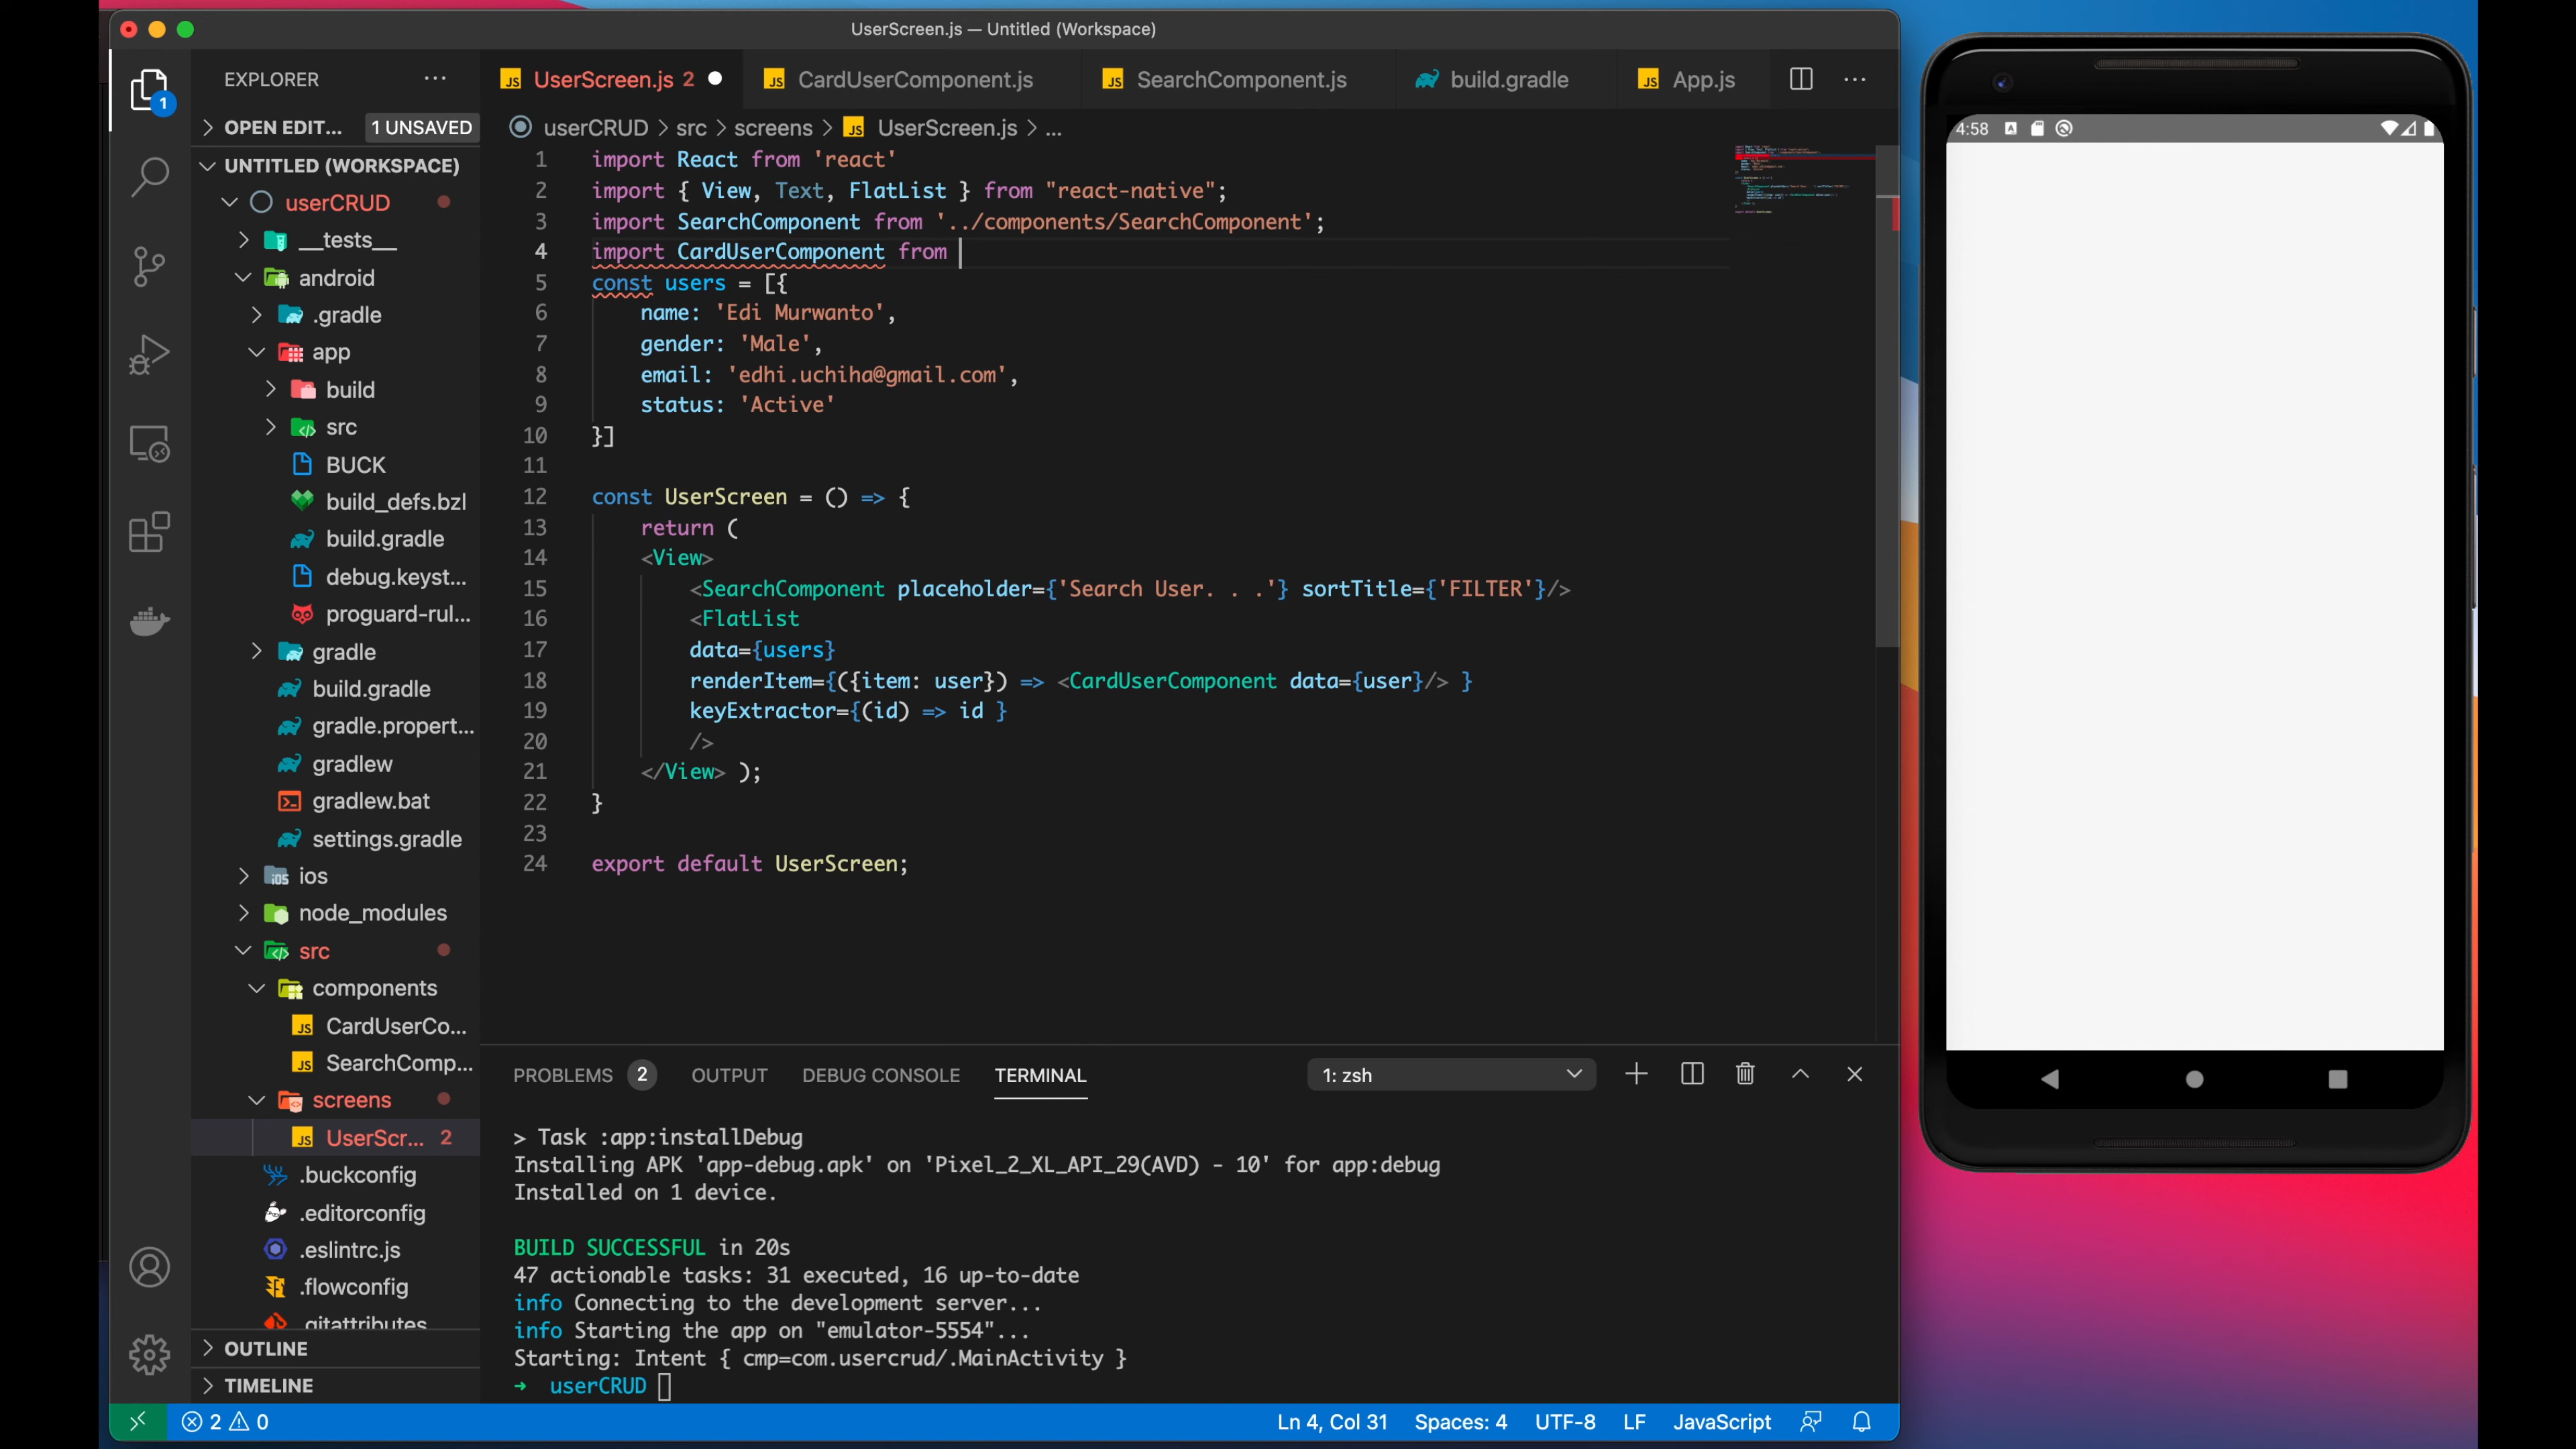 UserScreen.js — Untitled (Workspace)
EXPLORER
UserScreen.js 2
CardUserComponent.js
SearchComponent.js
build.gradle
App.js
1
OPEN EDIT... 1 UNSAVED
userCRUD > src > screens > UserScreen.js > ...
UNTITLED (WORKSPACE)
userCRUD
__tests__
android
.gradle
app
build
src
BUCK
build_defs.bzl
build.gradle
debug.keyst...
proguard-rul...
gradle
build.gradle
gradle.propert...
gradlew
gradlew.bat
settings.gradle
ios
node_modules
src
components
CardUserCo...
SearchComp...
screens
UserScr... 2
.buckconfig
.editorconfig
.eslintrc.js
.flowconfig
.gitattributes
OUTLINE
TIMELINE
1 import React from 'react'
2 import { View, Text, FlatList } from "react-native";
3 import SearchComponent from '../components/SearchComponent';
4 import CardUserComponent from
5 const users = [{
6 name: 'Edi Murwanto',
7 gender: 'Male',
8 email: 'edhi.uchiha@gmail.com',
9 status: 'Active'
10 }]
11
12 const UserScreen = () => {
13 return (
14 <View>
15 <SearchComponent placeholder={'Search User. . .'} sortTitle={'FILTER'}/>
16 <FlatList
17 data={users}
18 renderItem={({item: user}) => <CardUserComponent data={user}/> }
19 keyExtractor={(id) => id }
20 />
21 </View> );
22 }
23
24 export default UserScreen;
PROBLEMS 2 OUTPUT DEBUG CONSOLE TERMINAL 1: zsh
> Task :app:installDebug
Installing APK 'app-debug.apk' on 'Pixel_2_XL_API_29(AVD) - 10' for app:debug
Installed on 1 device.
BUILD SUCCESSFUL in 20s
47 actionable tasks: 31 executed, 16 up-to-date
info Connecting to the development server...
info Starting the app on "emulator-5554"...
Starting: Intent { cmp=com.usercrud/.MainActivity }
→ userCRUD
2 0 Ln 4, Col 31 Spaces: 4 UTF-8 LF JavaScript
4:58